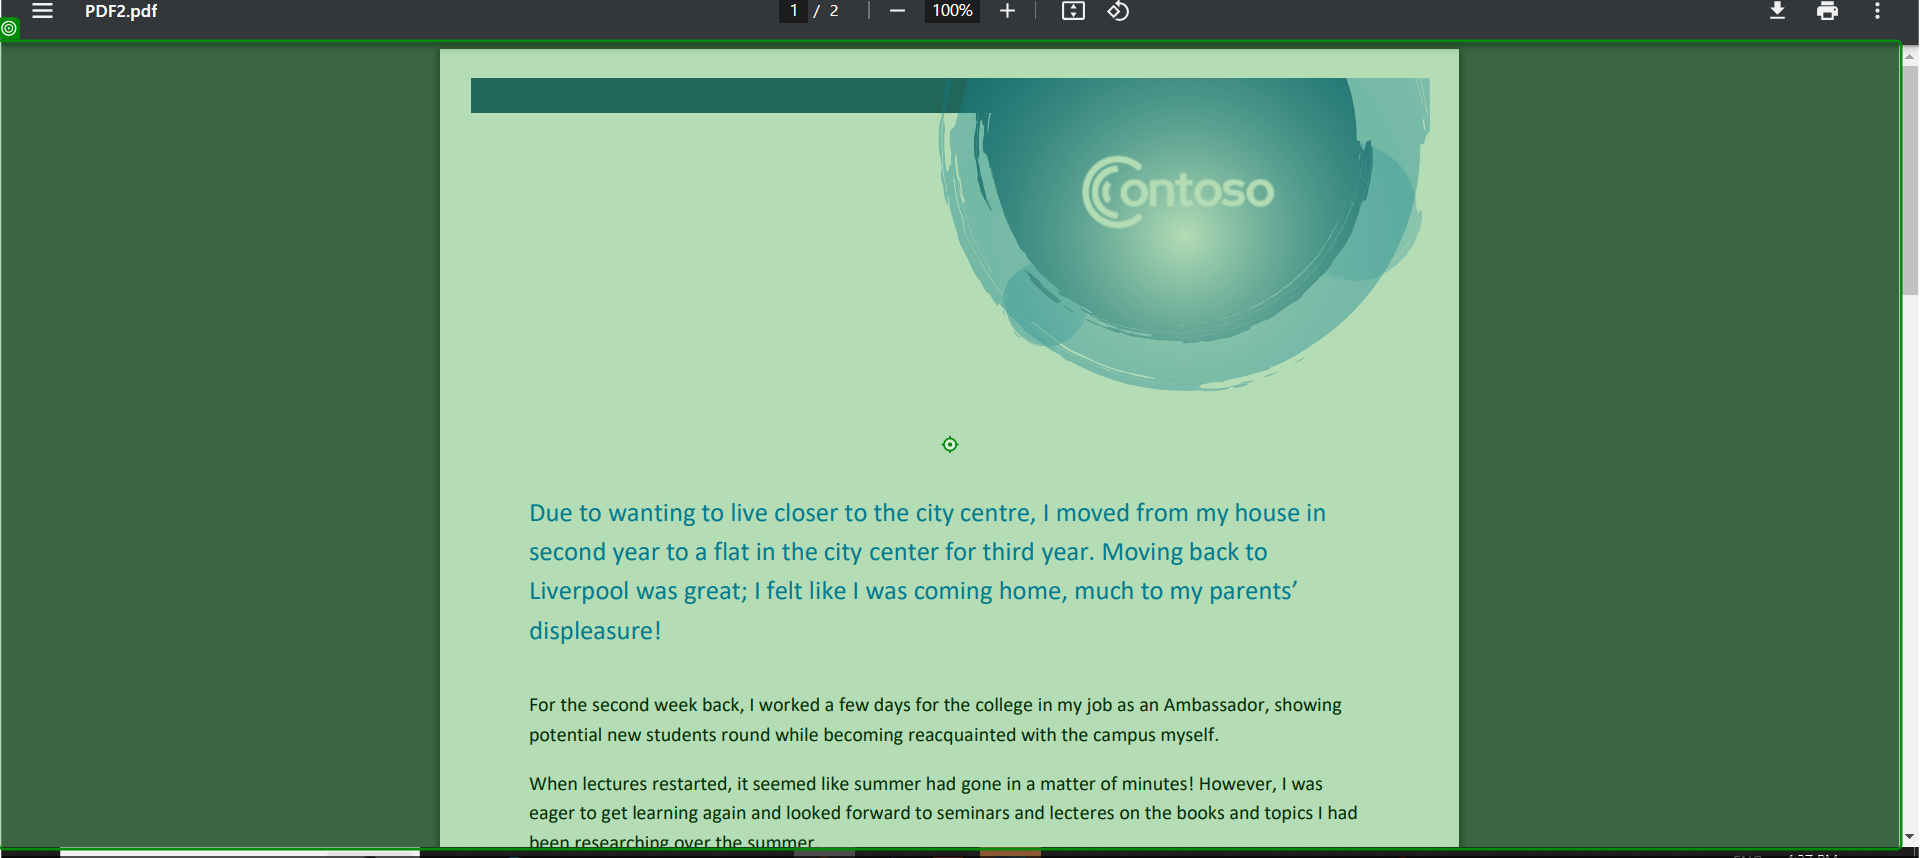 PDF2.pdf
1 / 2
100%
Contoso
Due to wanting to live closer to the city centre, I moved from my house in
second year to a flat in the city center for third year. Moving back to
Liverpool was great; I felt like I was coming home, much to my parents’
displeasure!
For the second week back, I worked a few days for the college in my job as an Ambassador, showing
potential new students round while becoming reacquainted with the campus myself.
When lectures restarted, it seemed like summer had gone in a matter of minutes! However, I was
eager to get learning again and looked forward to seminars and lecteres on the books and topics I had
been researching over the summer